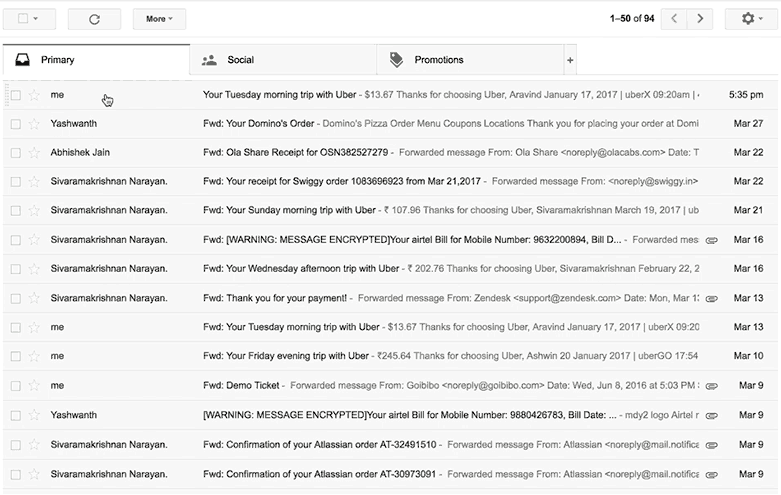 More 1–50 of 94
Primary Social Promotions +
me Your Tuesday morning trip with Uber - $13.67 Thanks for choosing Uber, Aravind January 17, 2017 | uberX 09:20am | 5:35 pm
Yashwanth Fwd: Your Domino's Order - Domino's Pizza Order Menu Coupons Locations Thank you for placing your order at Domi Mar 27
Abhishek Jain Fwd: Ola Share Receipt for OSN382527279 - Forwarded message From: Ola Share <noreply@olacabs.com> Date: T Mar 22
Sivaramakrishnan Narayan. Fwd: Your receipt for Swiggy order 1083696923 from Mar 21,2017 - Forwarded message From: <noreply@swiggy.in> Mar 22
Sivaramakrishnan Narayan. Fwd: Your Sunday morning trip with Uber - ₹ 107.96 Thanks for choosing Uber, Sivaramakrishnan March 19, 2017 | ub Mar 21
Sivaramakrishnan Narayan. Fwd: [WARNING: MESSAGE ENCRYPTED]Your airtel Bill for Mobile Number: 9632200894, Bill D... - Forwarded mes Mar 16
Sivaramakrishnan Narayan. Fwd: Your Wednesday afternoon trip with Uber - ₹ 202.76 Thanks for choosing Uber, Sivaramakrishnan February 22, 2 Mar 16
Sivaramakrishnan Narayan. Fwd: Thank you for your payment! - Forwarded message From: Zendesk <support@zendesk.com> Date: Mon, Mar 1 Mar 13
me Fwd: Your Tuesday morning trip with Uber - $13.67 Thanks for choosing Uber, Aravind January 17, 2017 | uberX 09:20 Mar 13
me Fwd: Your Friday evening trip with Uber - ₹245.64 Thanks for choosing Uber, Ashwin 20 January 2017 | uberGO 17:54 Mar 10
me Fwd: Demo Ticket - Forwarded message From: Goibibo <noreply@goibibo.com> Date: Wed, Jun 8, 2016 at 5:03 PM Mar 9
Yashwanth [WARNING: MESSAGE ENCRYPTED]Your airtel Bill for Mobile Number: 9880426783, Bill Date: ... - mdy2 logo Airtel r Mar 9
Sivaramakrishnan Narayan. Fwd: Confirmation of your Atlassian order AT-32491510 - Forwarded message From: Atlassian <noreply@mail.notifica Mar 9
Sivaramakrishnan Narayan. Fwd: Confirmation of your Atlassian order AT-30973091 - Forwarded message From: Atlassian <noreply@mail.notifica Mar 9